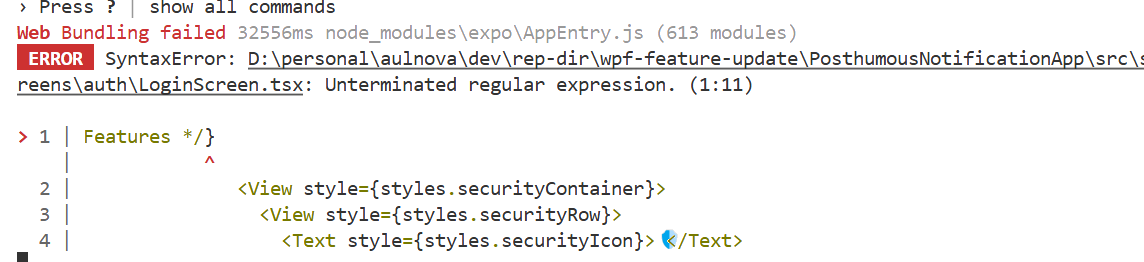 › Press ? │ show all commands
Web Bundling failed 32556ms node_modules\expo\AppEntry.js (613 modules)
ERROR SyntaxError: D:\personal\aulnova\dev\rep-dir\wpf-feature-update\PosthumousNotificationApp\src\s
reens\auth\LoginScreen.tsx: Unterminated regular expression. (1:11)
> 1 | Features */}
| ^
2 | <View style={styles.securityContainer}>
3 | <View style={styles.securityRow}>
4 | <Text style={styles.securityIcon}>🛡</Text>